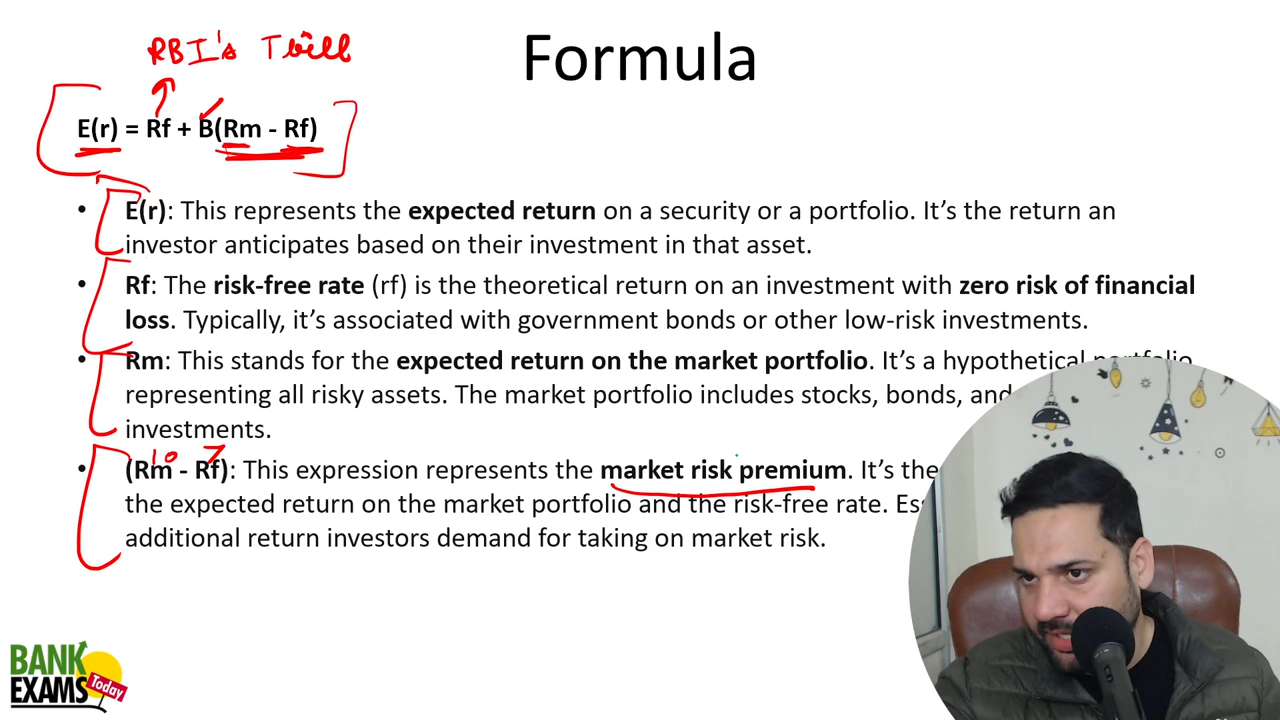 RBI's T bill
Formula
E(r) = Rf + B(Rm - Rf)
• E(r): This represents the expected return on a security or a portfolio. It's the return an
investor anticipates based on their investment in that asset.
• Rf: The risk-free rate (rf) is the theoretical return on an investment with zero risk of financial
loss. Typically, it's associated with government bonds or other low-risk investments.
• Rm: This stands for the expected return on the market portfolio. It's a hypothetical portfolio
representing all risky assets. The market portfolio includes stocks, bonds, and
investments.
10 7
• (Rm - Rf): This expression represents the market risk premium. It's the
the expected return on the market portfolio and the risk-free rate.
additional return investors demand for taking on market risk.
BANK
EXAMS
Today